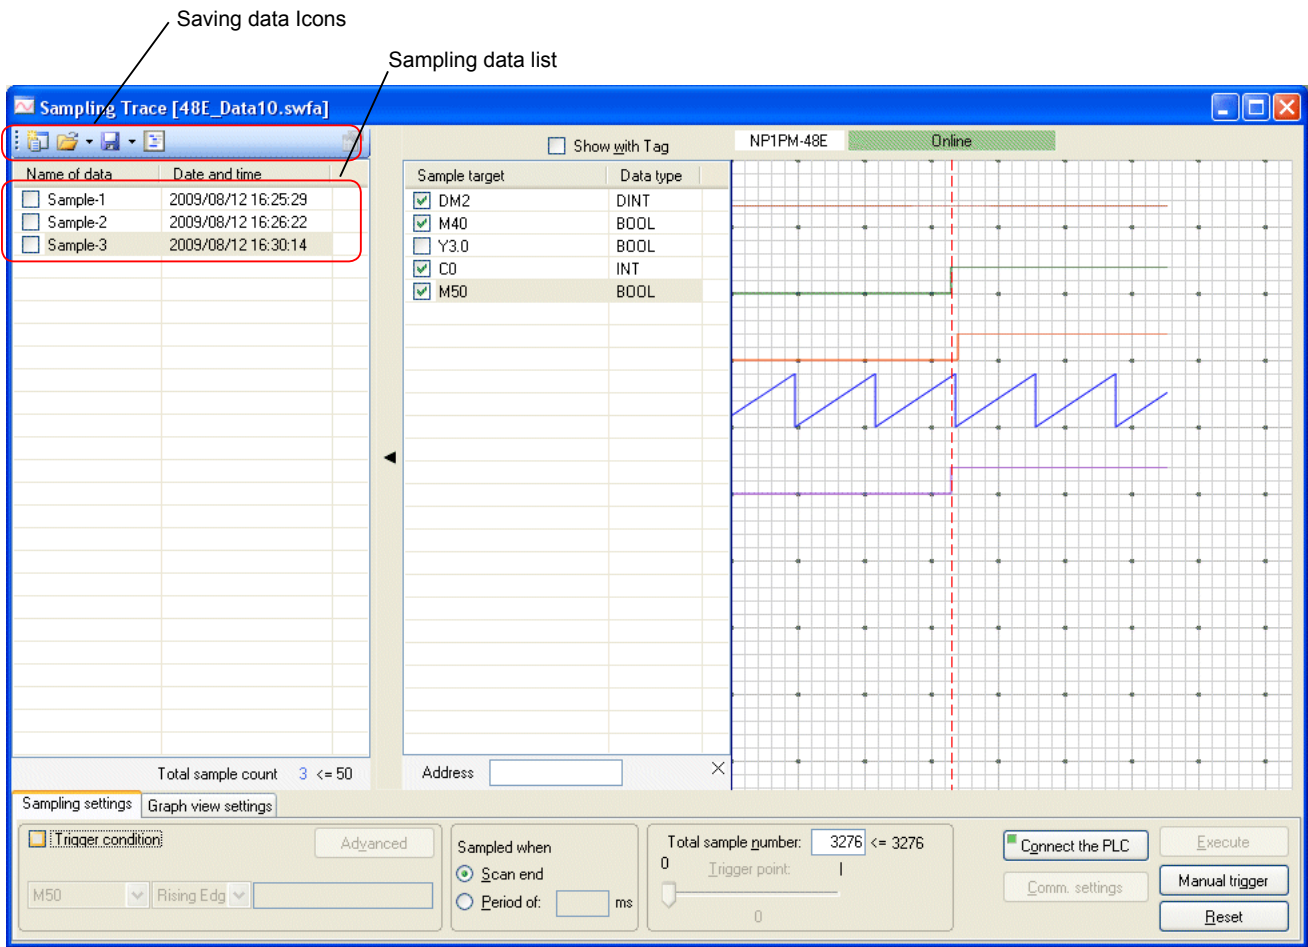 Saving data Icons
Sampling data list
Sampling Trace [48E_Data10.swfa]
Show with Tag
NP1PM-48E
Online
Name of data Date and time
Sample-1 2009/08/12 16:25:29
Sample-2 2009/08/12 16:26:22
Sample-3 2009/08/12 16:30:14
Sample target Data type
DM2 DINT
M40 BOOL
Y3.0 BOOL
C0 INT
M50 BOOL
Total sample count 3 <= 50
Address
Sampling settings Graph view settings
Trigger condition
Advanced
M50 Rising Edg
Sampled when
Scan end
Period of: ms
Total sample number: 3276 <= 3276
0 Trigger point:
0
Connect the PLC
Comm. settings
Execute
Manual trigger
Reset